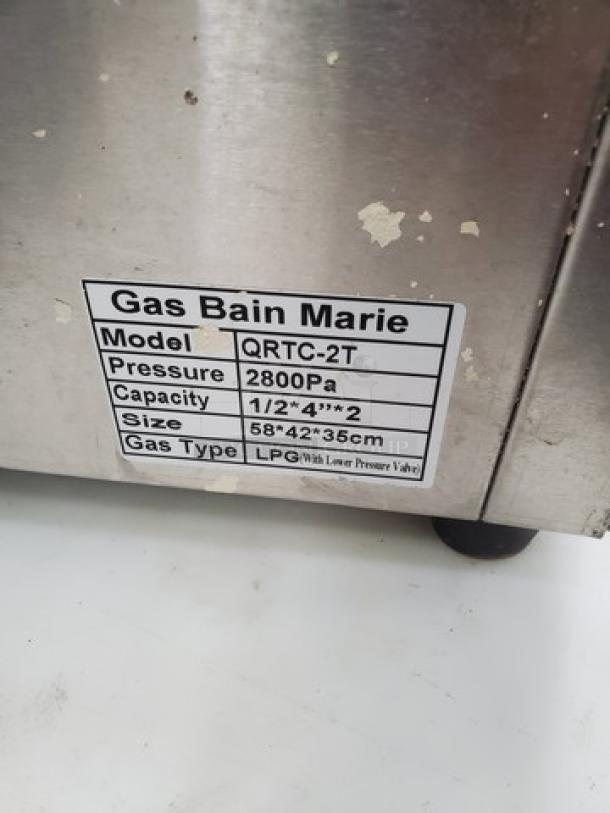 Gas Bain Marie
Model QRTC-2T
Pressure 2800Pa
Capacity 1/2*4"*2
Size 58*42*35cm
Gas Type LPG(With Lower Pressure Valve)